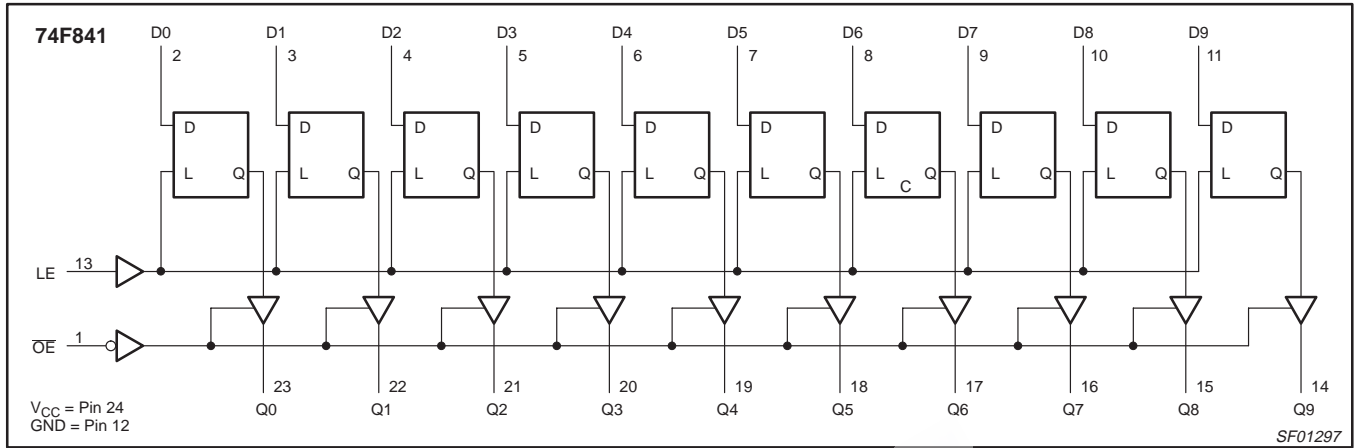 74F841
D0 D1 D2 D3 D4 D5 D6 D7 D8 D9
2 3 4 5 6 7 8 9 10 11
D D D D D D D D D D
L Q L Q L Q L Q L Q L Q L Q L Q L Q L Q
C
LE 13
OE 1
23 22 21 20 19 18 17 16 15 14
Q0 Q1 Q2 Q3 Q4 Q5 Q6 Q7 Q8 Q9
VCC = Pin 24
GND = Pin 12
SF01297